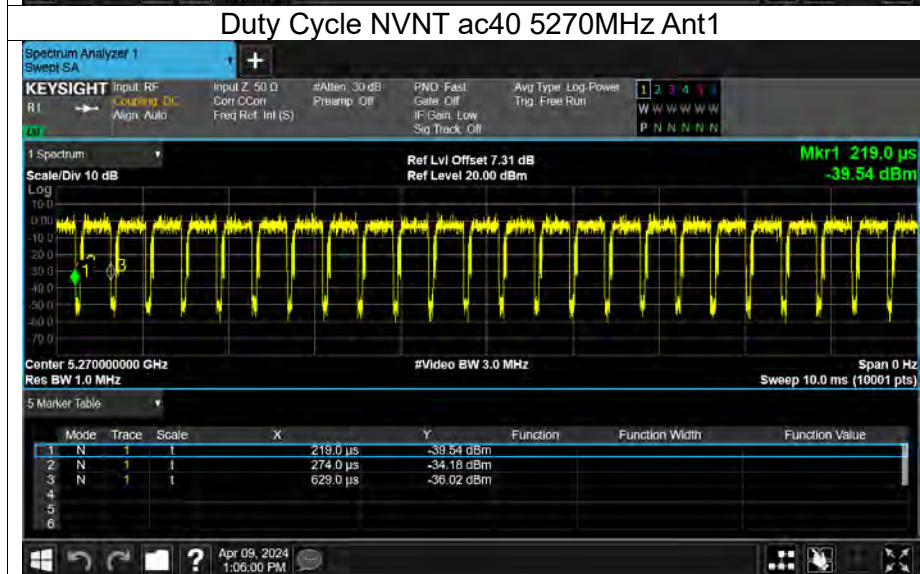 Duty Cycle NVNT ac40 5270MHz Ant1
Spectrum Analyzer 1
Swept SA
+
KEYSIGHT Input: RF Input Z: 50 Ω #Atten: 30 dB PNO: Fast Avg Type: Log-Power 1 2 3 4 5 6
Coupling: DC Corr CCorr Preamp: Off Gate: Off Trig: Free Run W W W W W W
Align: Auto Freq Ref: Int (S) IF Gain: Low
Sig Track: Off P N N N N N
1 Spectrum Ref Lvl Offset 7.31 dB Mkr1 219.0 µs
Scale/Div 10 dB Ref Level 20.00 dBm -39.54 dBm
Log
10.0
0.00
-10.0
-20.0
-30.0
1 3
-40.0
-50.0
-60.0
-70.0
Center 5.270000000 GHz #Video BW 3.0 MHz Span 0 Hz
Res BW 1.0 MHz Sweep 10.0 ms (10001 pts)
5 Marker Table
Mode Trace Scale X Y Function Function Width Function Value
1 N 1 t 219.0 µs -39.54 dBm
2 N 1 t 274.0 µs -34.18 dBm
3 N 1 t 629.0 µs -36.02 dBm
4
5
6
? Apr 09, 2024
1:06:00 PM